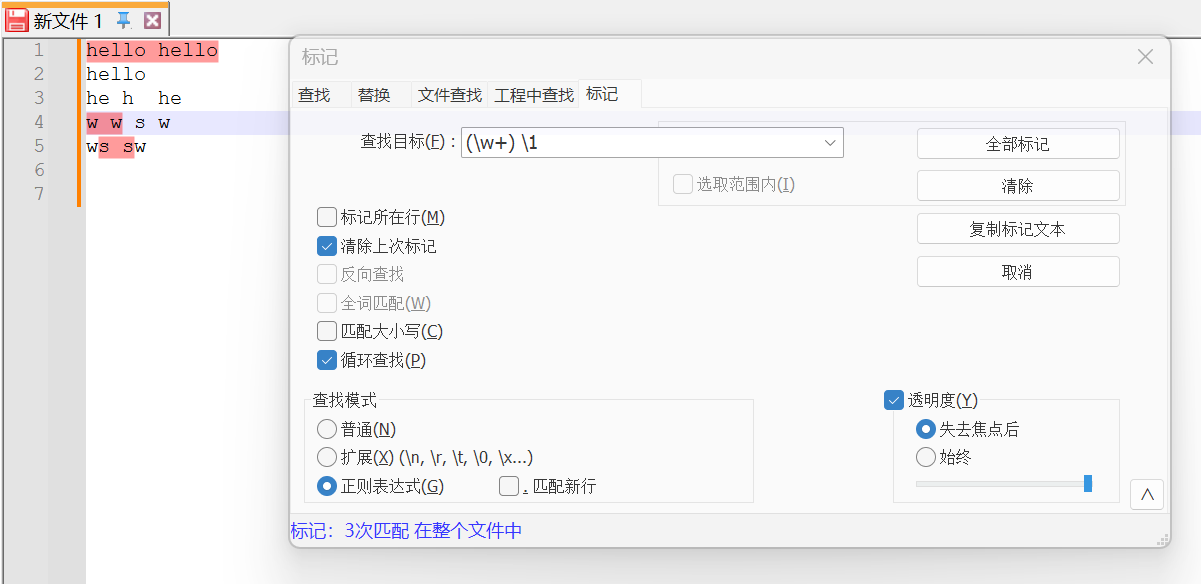 新文件 1
1 hello hello
2 hello
3 he h  he
4 w w s w
5 ws sw
6
7
标记
查找 替换 文件查找 工程中查找 标记
查找目标(F) : (\w+) \1
全部标记
选取范围内(I)
清除
标记所在行(M)
复制标记文本
清除上次标记
反向查找
取消
全词匹配(W)
匹配大小写(C)
循环查找(P)
查找模式
透明度(Y)
普通(N)
失去焦点后
扩展(X) (\n, \r, \t, \0, \x...)
始终
正则表达式(G) . 匹配新行
标记：3次匹配 在整个文件中